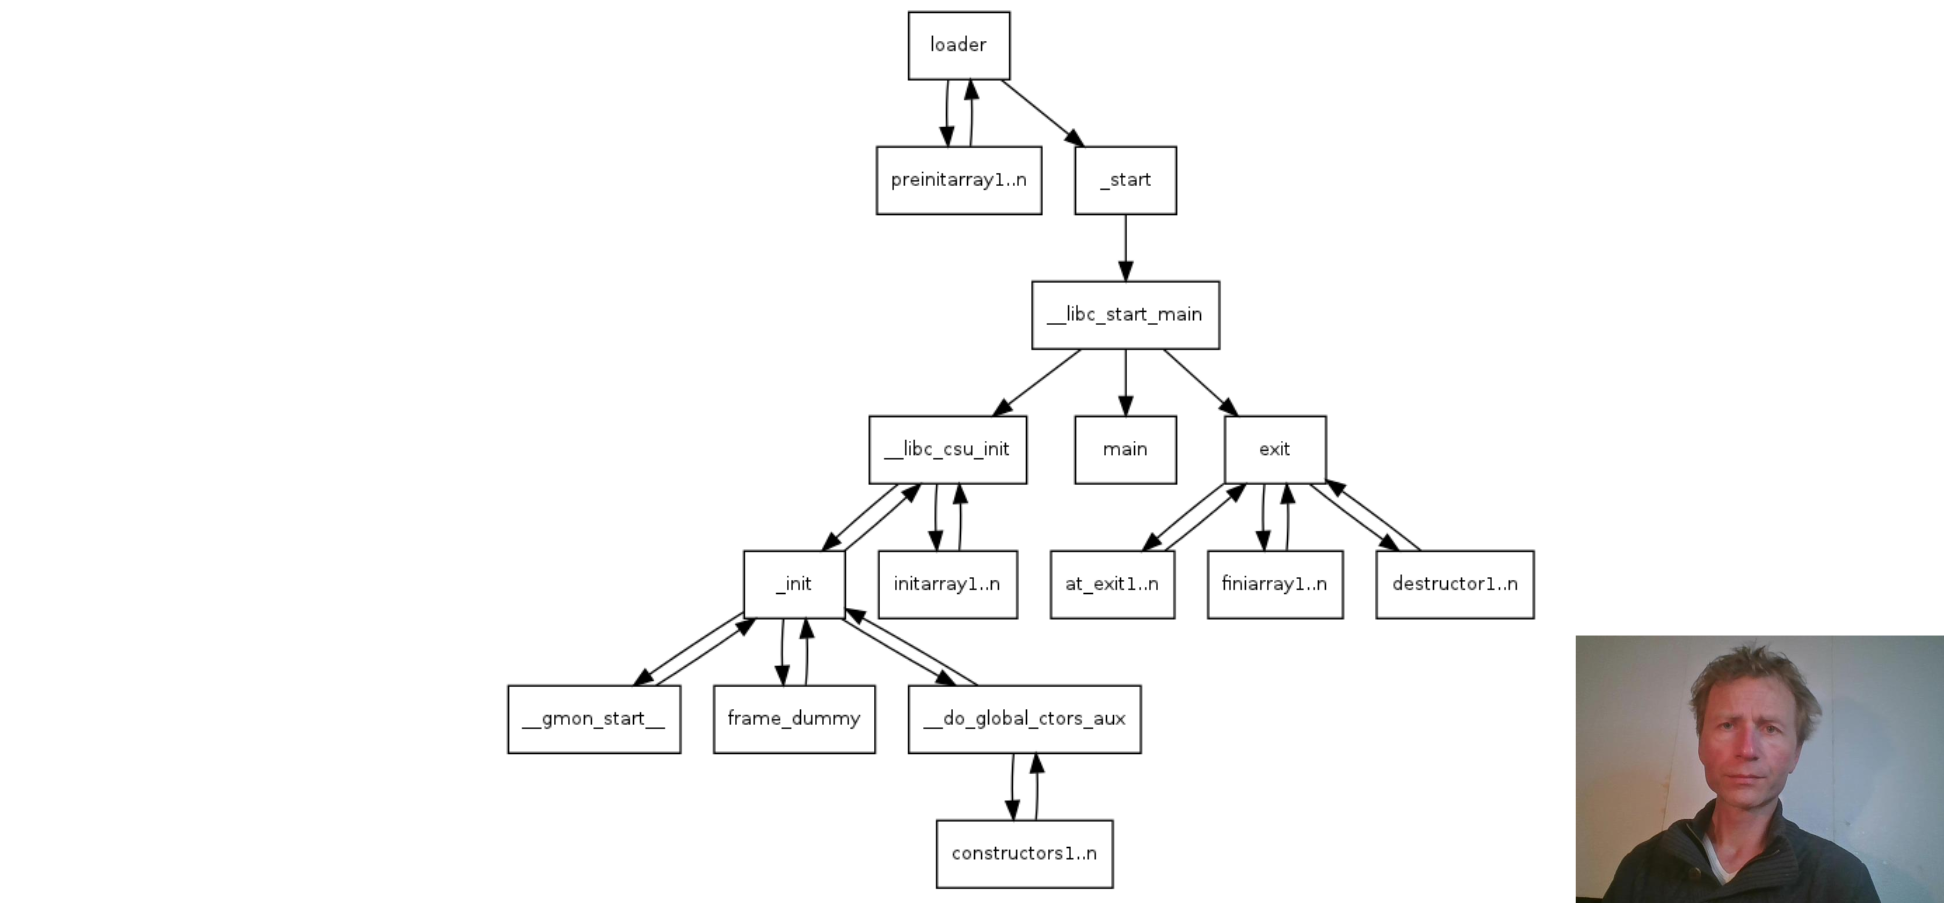 loader
preinitarray1..n
_start
__libc_start_main
__libc_csu_init
main
exit
_init
initarray1..n
at_exit1..n
finiarray1..n
destructor1..n
__gmon_start__
frame_dummy
__do_global_ctors_aux
constructors1..n